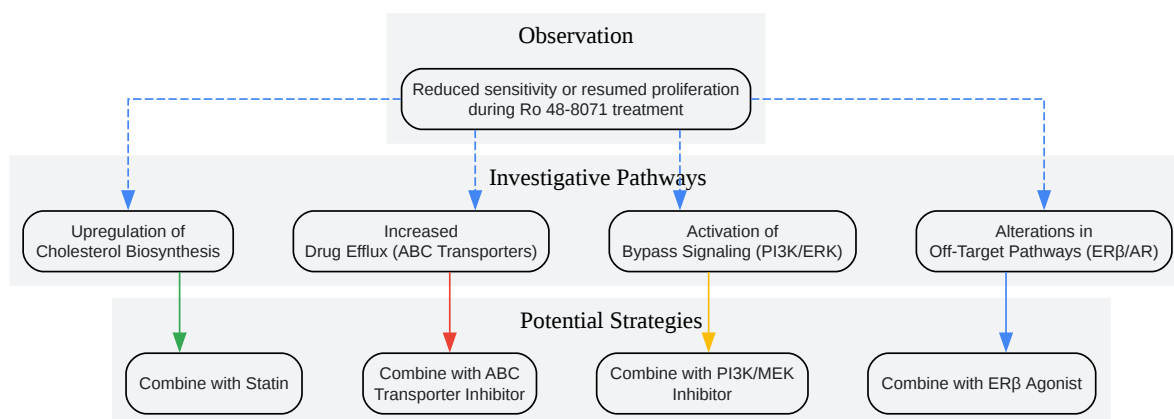 Observation
Reduced sensitivity or resumed proliferation
during Ro 48-8071 treatment
Investigative Pathways
Upregulation of
Cholesterol Biosynthesis
Increased
Drug Efflux (ABC Transporters)
Activation of
Bypass Signaling (PI3K/ERK)
Alterations in
Off-Target Pathways (ERβ/AR)
Potential Strategies
Combine with Statin
Combine with ABC
Transporter Inhibitor
Combine with PI3K/MEK
Inhibitor
Combine with ERβ Agonist